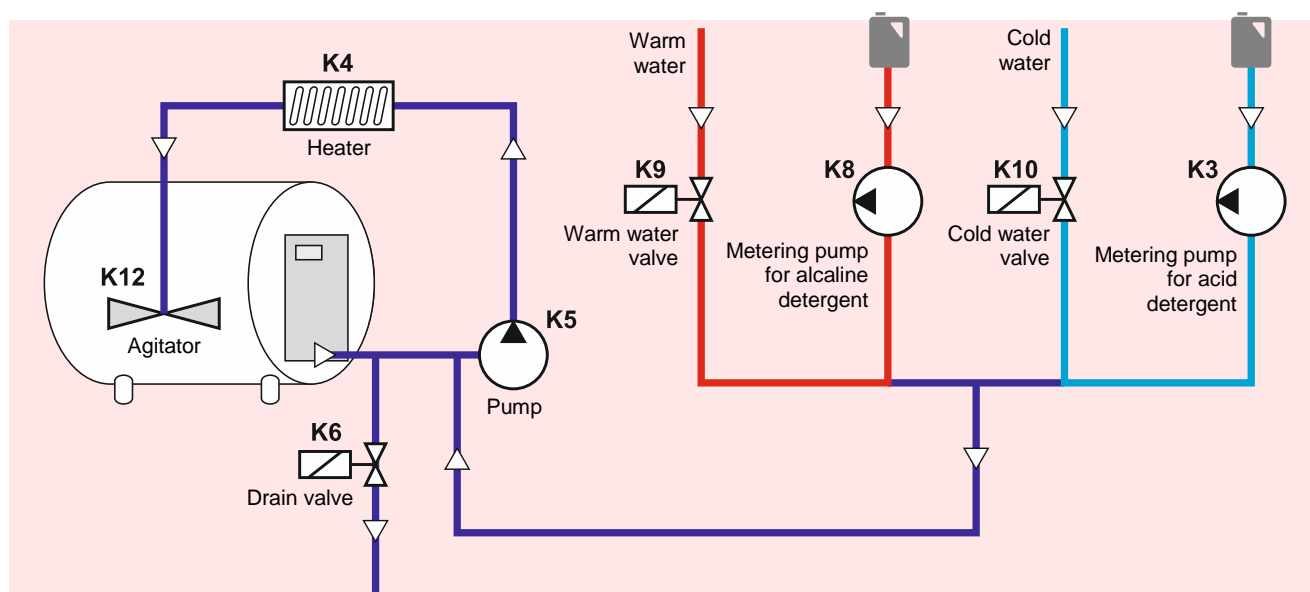 K4
Heater
K12
Agitator
K5
Pump
K6
Drain valve
Warm
water
K9
Warm water
valve
K8
Metering pump
for alcaline
detergent
Cold
water
K10
Cold water
valve
K3
Metering pump
for acid
detergent